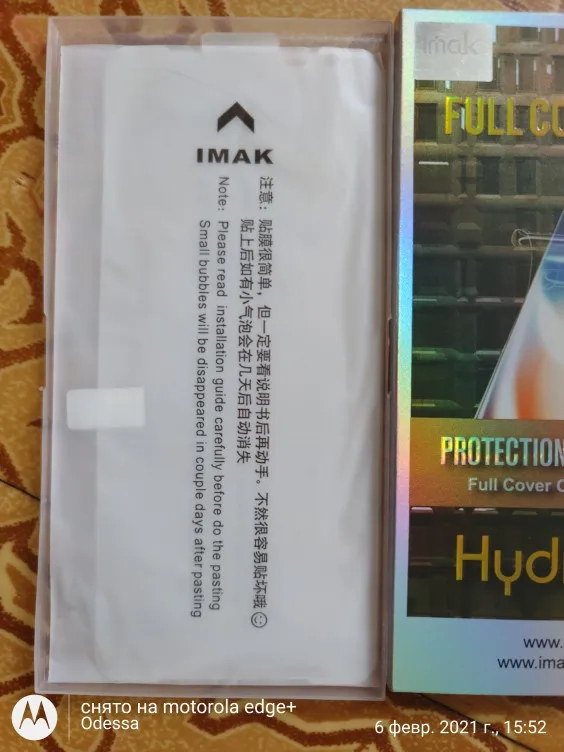 IMAK
注意：贴膜很简单，但一定要看说明书后再动手。不然很容易贴坏哦
贴上后如有小气泡会在几天后自动消失
Note: Please read installation guide carefully before do the pasting
Small bubbles will be disappeared in couple days after pasting
imak
FULL CO
PROTECTION
Full Cover C
Hyd
www.
www.ima
снято на motorola edge+
Odessa
6 февр. 2021 г., 15:52